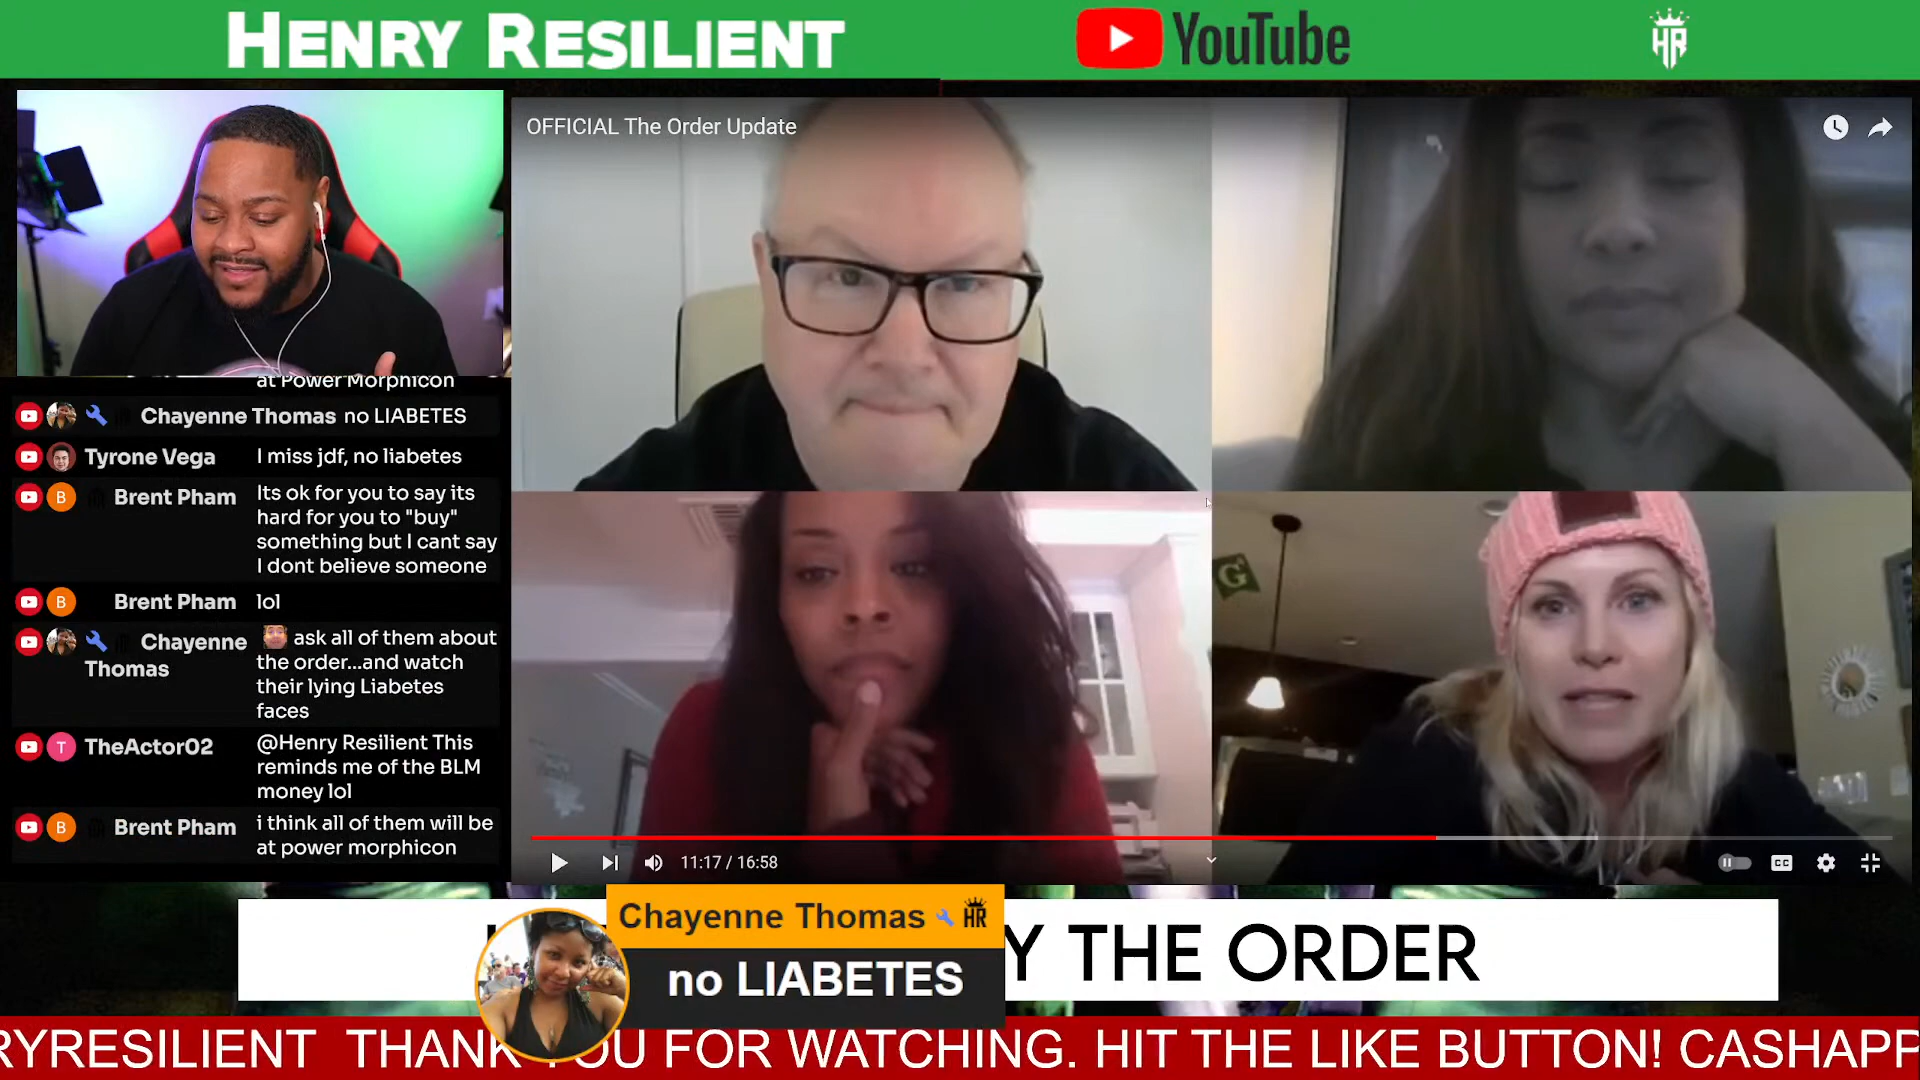 HENRY RESILIENT
YouTube
HR
OFFICIAL The Order Update
at Power Morphicon
Chayenne Thomas no LIABETES
Tyrone Vega I miss jdf, no liabetes
B Brent Pham Its ok for you to say its
hard for you to "buy"
something but I cant say
I dont believe someone
B Brent Pham lol
Chayenne Thomas ask all of them about
the order...and watch
their lying Liabetes
faces
T TheActor02 @Henry Resilient This
reminds me of the BLM
money lol
B Brent Pham i think all of them will be
at power morphicon
G
11:17 / 16:58
CC
Chayenne Thomas HR
no LIABETES
Y THE ORDER
RYRESILIENT THANK YOU FOR WATCHING. HIT THE LIKE BUTTON! CASHAPP